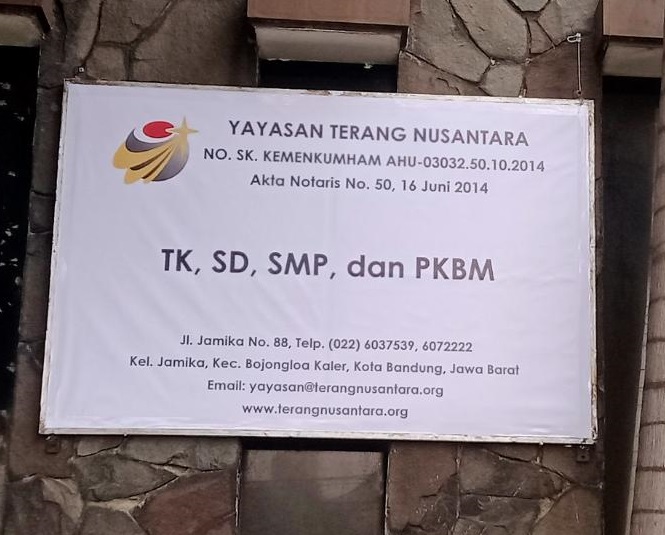 YAYASAN TERANG NUSANTARA
NO. SK. KEMENKUMHAM AHU-03032.50.10.2014
Akta Notaris No. 50, 16 Juni 2014
TK, SD, SMP, dan PKBM
Jl. Jamika No. 88, Telp. (022) 6037539, 6072222
Kel. Jamika, Kec. Bojongloa Kaler, Kota Bandung, Jawa Barat
Email: yayasan@terangnusantara.org
www.terangnusantara.org